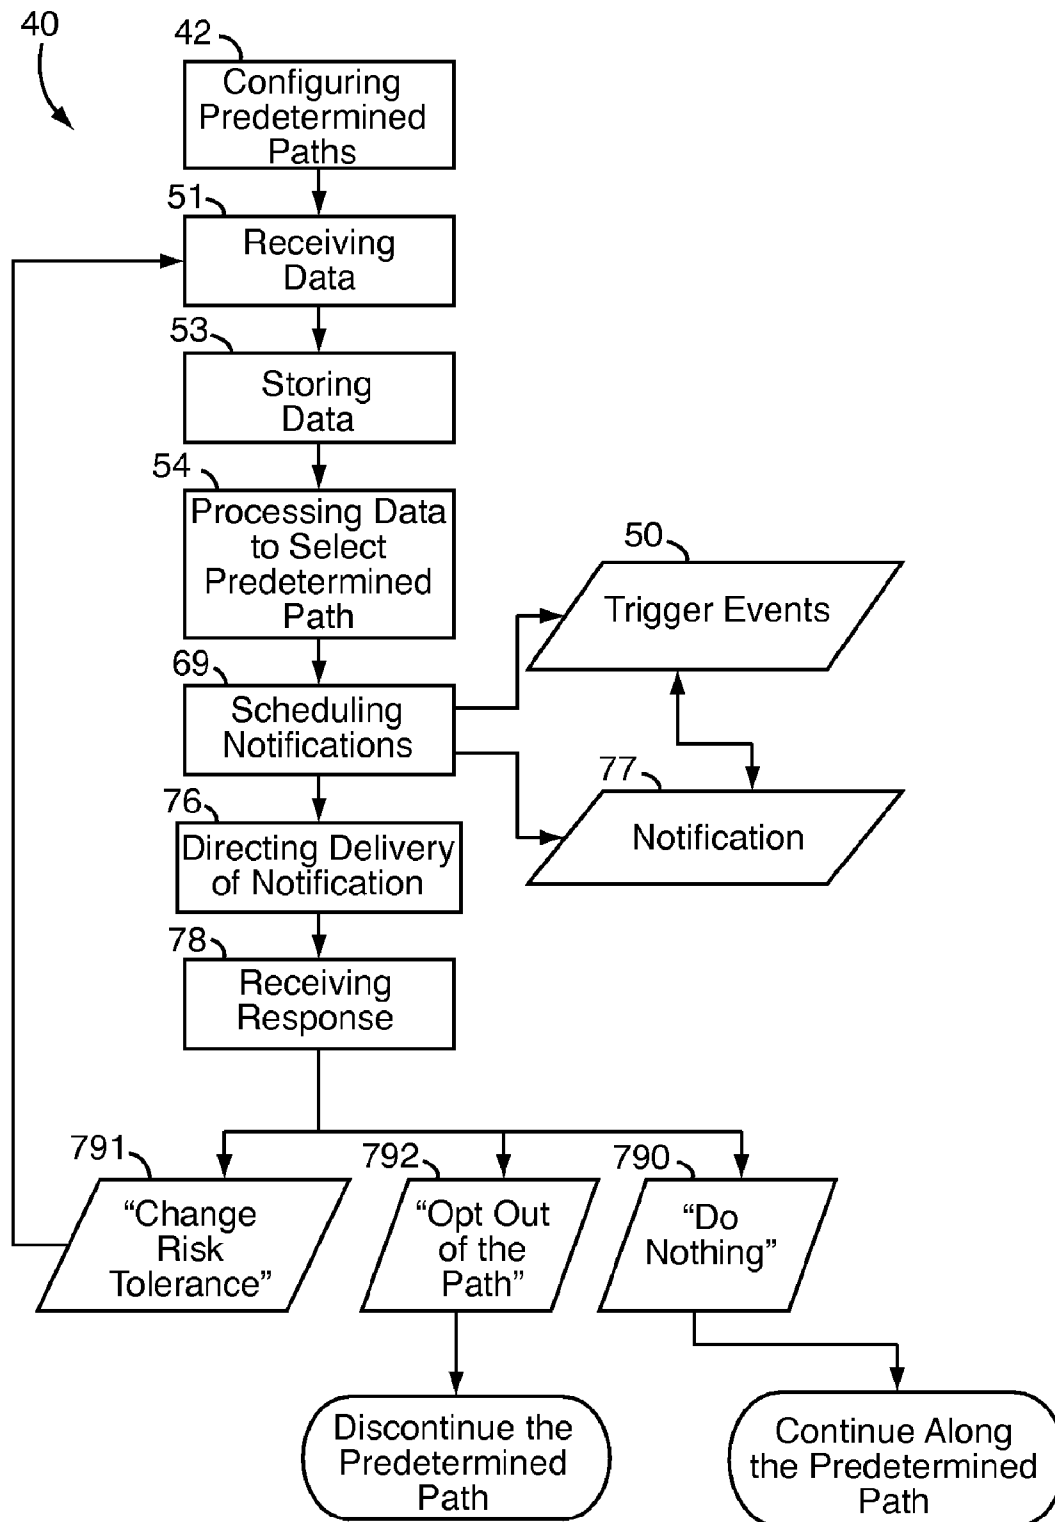 40
42
Configuring
Predetermined
Paths
51
Receiving
Data
53
Storing
Data
54
Processing Data
to Select
Predetermined
Path
50
Trigger Events
69
Scheduling
Notifications
77
Notification
76
Directing Delivery
of Notification
78
Receiving
Response
791
“Change
Risk
Tolerance”
792
“Opt Out
of the
Path”
790
“Do
Nothing”
Discontinue the
Predetermined
Path
Continue Along
the Predetermined
Path